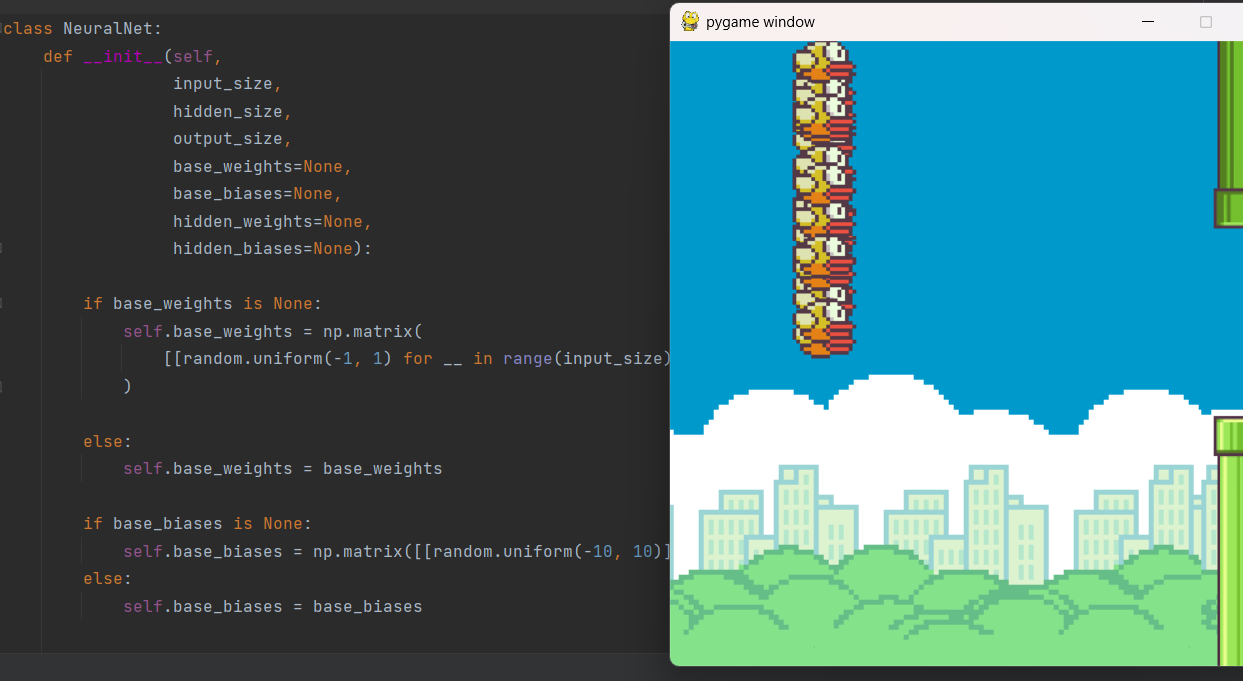 class NeuralNet:
def __init__(self,
input_size,
hidden_size,
output_size,
base_weights=None,
base_biases=None,
hidden_weights=None,
hidden_biases=None):
if base_weights is None:
self.base_weights = np.matrix(
[[random.uniform(-1, 1) for __ in range(input_size)
)
else:
self.base_weights = base_weights
if base_biases is None:
self.base_biases = np.matrix([[random.uniform(-10, 10)]
else:
self.base_biases = base_biases
pygame window